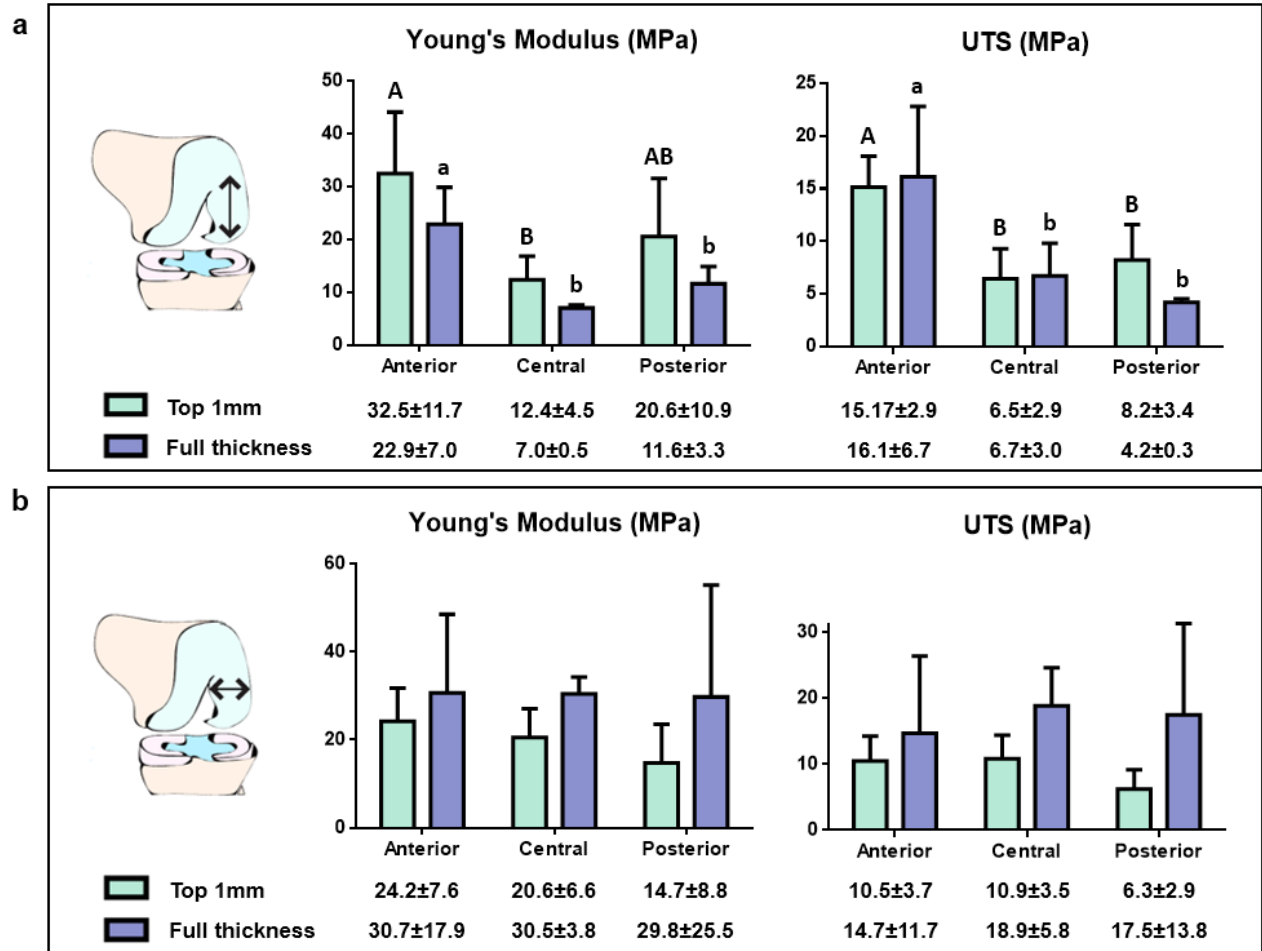 a
Young's Modulus (MPa)
UTS (MPa)
50
40
30
20
10
0
A
a
B
b
AB
b
Anterior Central Posterior
25
20
15
10
5
0
A
a
B
b
B
b
Anterior Central Posterior
Top 1mm 32.5±11.7 12.4±4.5 20.6±10.9 15.17±2.9 6.5±2.9 8.2±3.4
Full thickness 22.9±7.0 7.0±0.5 11.6±3.3 16.1±6.7 6.7±3.0 4.2±0.3
b
Young's Modulus (MPa)
UTS (MPa)
60
40
20
0
Anterior Central Posterior
30
20
10
0
Anterior Central Posterior
Top 1mm 24.2±7.6 20.6±6.6 14.7±8.8 10.5±3.7 10.9±3.5 6.3±2.9
Full thickness 30.7±17.9 30.5±3.8 29.8±25.5 14.7±11.7 18.9±5.8 17.5±13.8